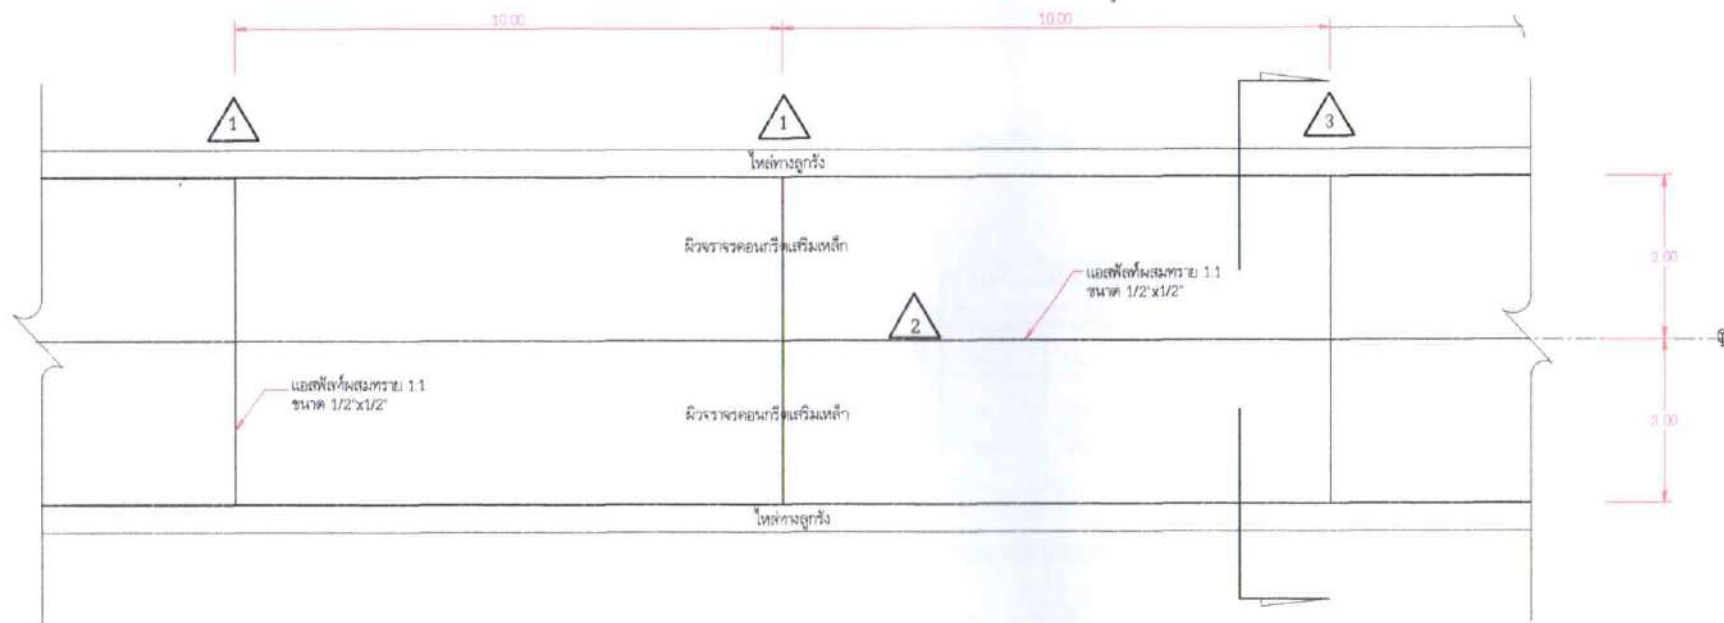 10.00
10.00
1
1
3
ไหล่ทางลูกรัง
ผิวจราจรคอนกรีตเสริมเหล็ก
แอสฟัลท์ผสมทราย 1:1
ขนาด 1/2"x1/2"
2.00
2
แอสฟัลท์ผสมทราย 1:1
ขนาด 1/2"x1/2"
ผิวจราจรคอนกรีตเสริมเหล็ก
2.00
ไหล่ทางลูกรัง